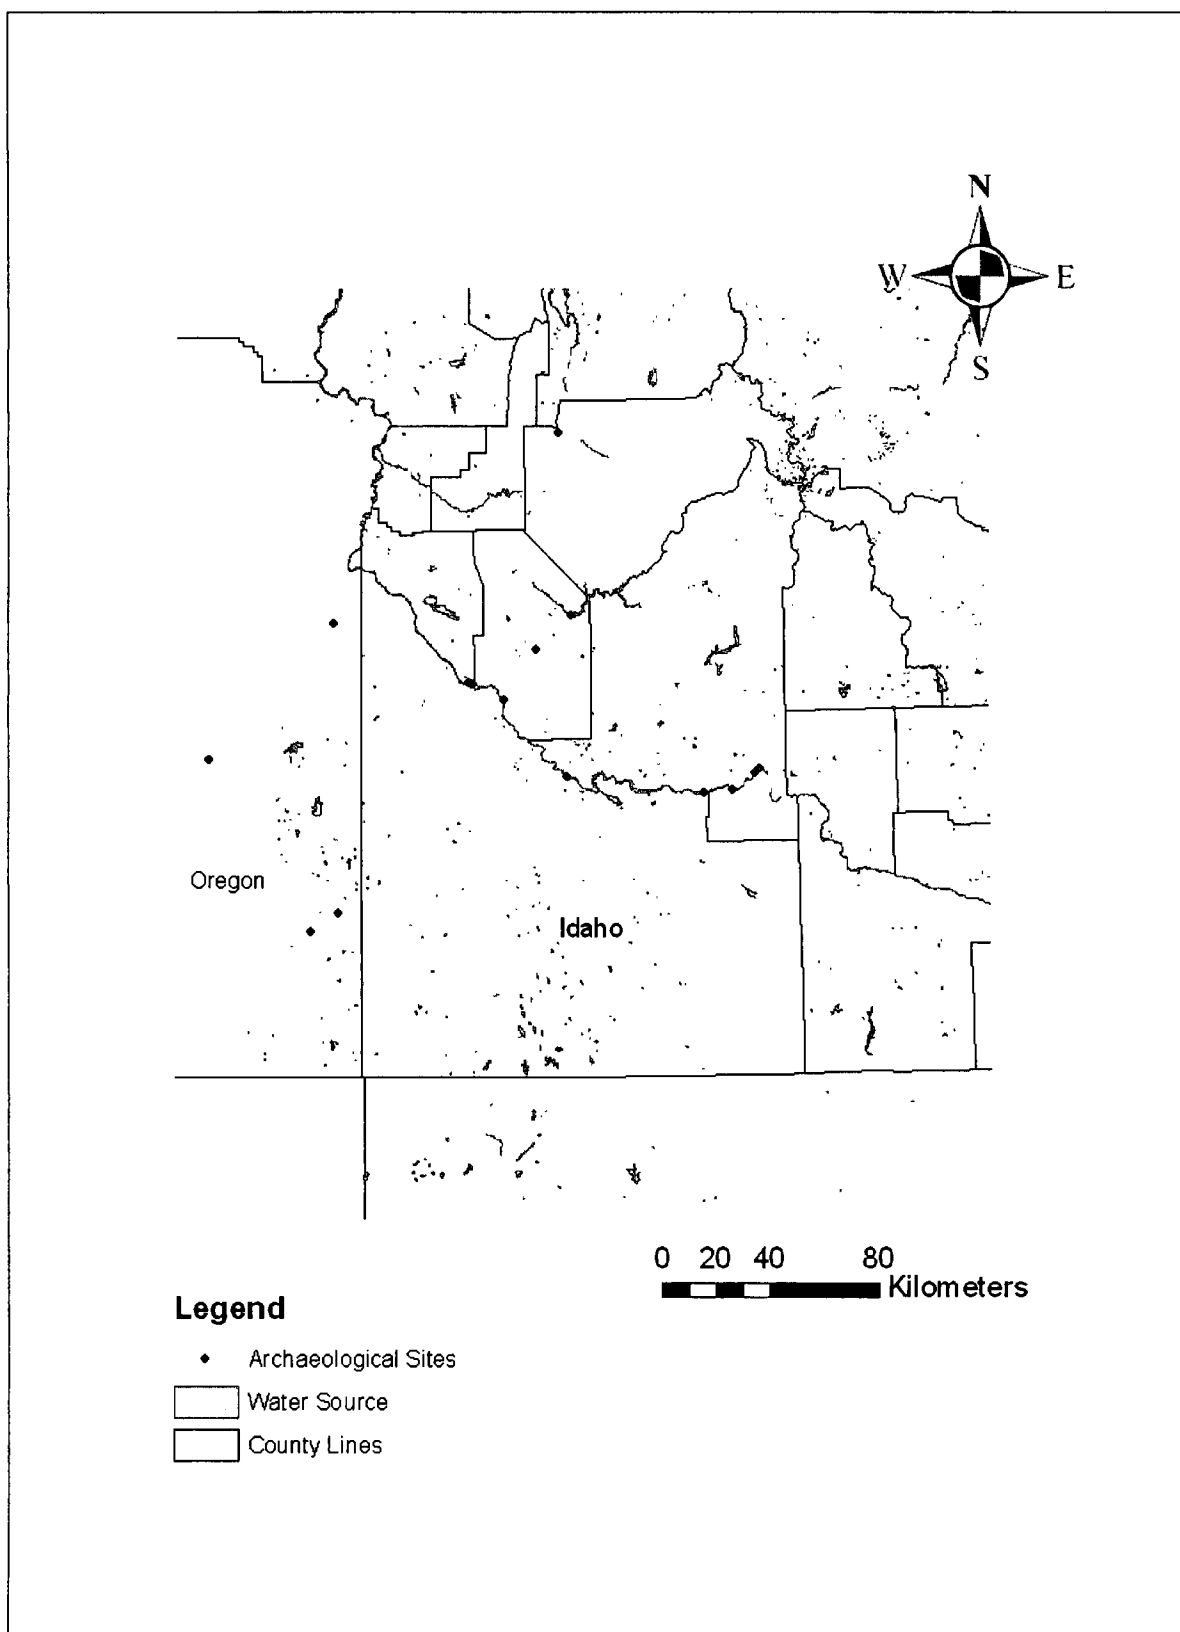 N
W E
S
Oregon
Idaho
0 20 40 80
Kilometers
Legend
Archaeological Sites
Water Source
County Lines